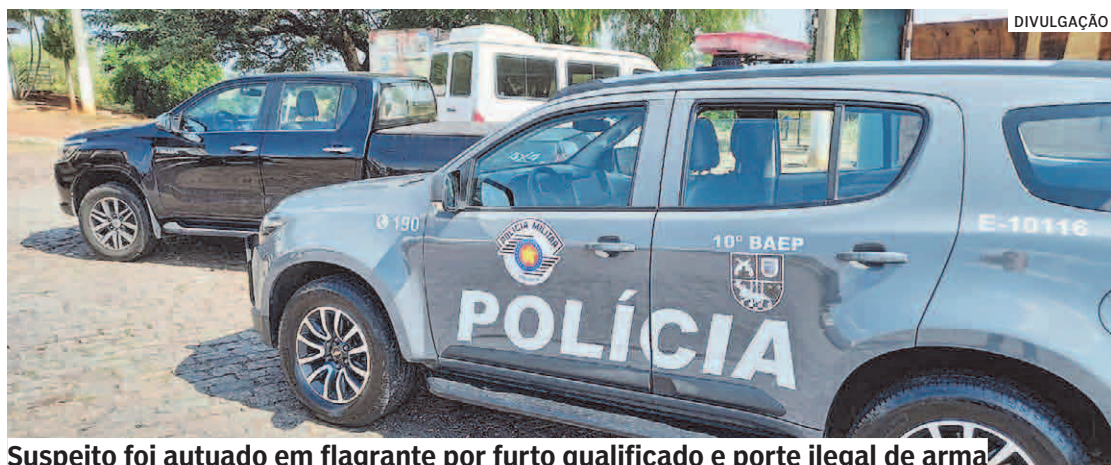 DIVULGAÇÃO
190
POLÍCIA MILITAR
10º BAEP
E-10116
POLÍCIA
Suspeito foi autuado em flagrante por furto qualificado e porte ilegal de arma